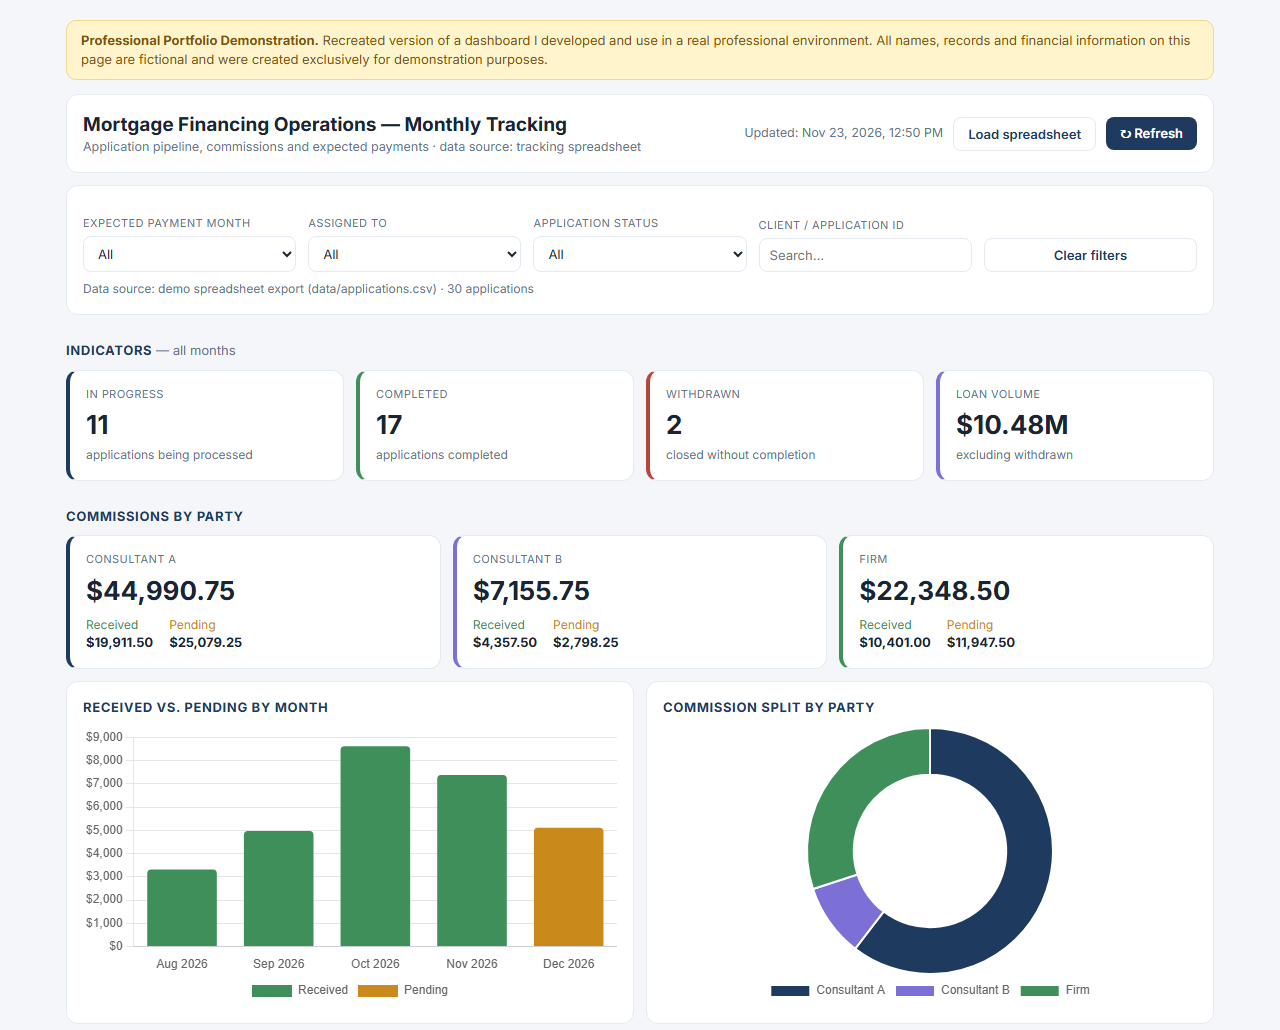 Professional Portfolio Demonstration. Recreated version of a dashboard I developed and use in a real professional environment. All names, records and financial information on this
page are fictional and were created exclusively for demonstration purposes.
Mortgage Financing Operations — Monthly Tracking
Application pipeline, commissions and expected payments · data source: tracking spreadsheet
Updated: Nov 23, 2026, 12:50 PM
Load spreadsheet
↻ Refresh
EXPECTED PAYMENT MONTH
ASSIGNED TO
APPLICATION STATUS
CLIENT / APPLICATION ID
All
All
All
Search...
Clear filters
Data source: demo spreadsheet export (data/applications.csv) · 30 applications
INDICATORS — all months
IN PROGRESS
11
applications being processed
COMPLETED
17
applications completed
WITHDRAWN
2
closed without completion
LOAN VOLUME
$10.48M
excluding withdrawn
COMMISSIONS BY PARTY
CONSULTANT A
$44,990.75
Received Pending
$19,911.50 $25,079.25
CONSULTANT B
$7,155.75
Received Pending
$4,357.50 $2,798.25
FIRM
$22,348.50
Received Pending
$10,401.00 $11,947.50
RECEIVED VS. PENDING BY MONTH
$9,000
$8,000
$7,000
$6,000
$5,000
$4,000
$3,000
$2,000
$1,000
$0
Aug 2026 Sep 2026 Oct 2026 Nov 2026 Dec 2026
Received Pending
COMMISSION SPLIT BY PARTY
Consultant A Consultant B Firm